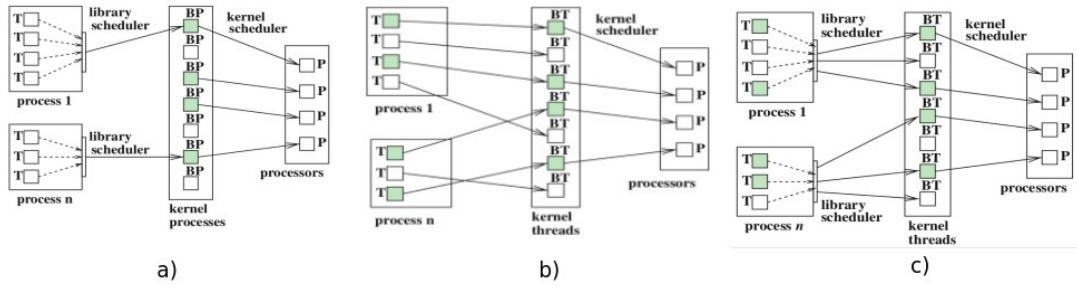 library
scheduler
BP
kernel
scheduler
T
T
T
T
BP
BP
BP
BP
BP
BP
P
P
P
P
process 1
library
scheduler
T
T
T
process n
processors
kernel
processes
a)
BT
kernel
scheduler
T
T
T
T
BT
BT
BT
BT
BT
BT
P
P
P
P
process 1
T
T
T
process n
processors
kernel
threads
b)
library
scheduler
BT
kernel
scheduler
T
T
T
T
BT
BT
BT
BT
BT
BT
P
P
P
P
process 1
T
T
T
library
scheduler
process n
processors
kernel
threads
c)